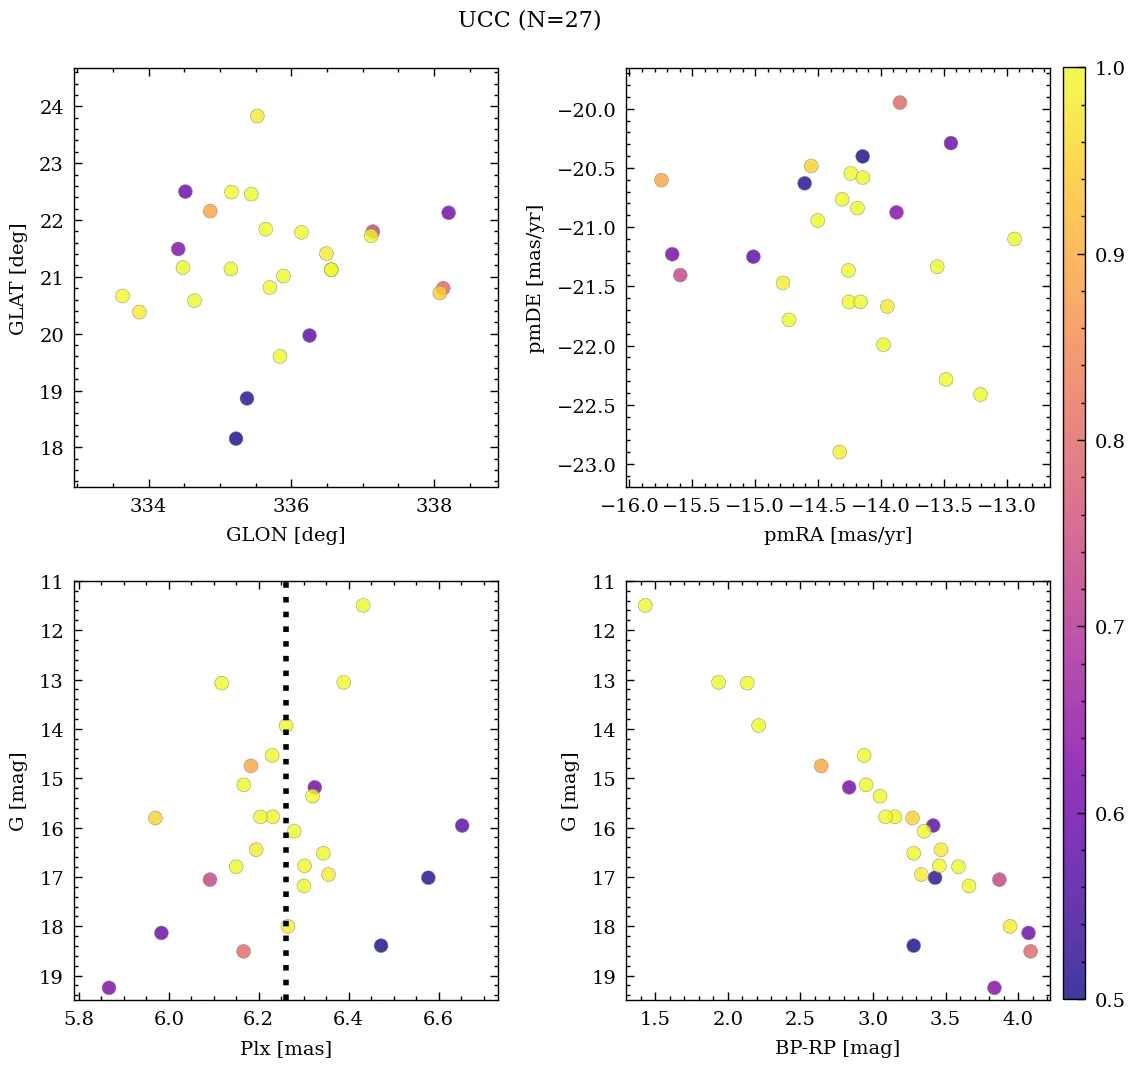 UCC (N=27)
24
23
22
21
20
19
18
GLAT [deg]
334 336 338
GLON [deg]
−20.0
−20.5
−21.0
−21.5
−22.0
−22.5
−23.0
pmDE [mas/yr]
−16.0 −15.5 −15.0 −14.5 −14.0 −13.5 −13.0
pmRA [mas/yr]
11
12
13
14
15
16
17
18
19
G [mag]
5.8 6.0 6.2 6.4 6.6
Plx [mas]
11
12
13
14
15
16
17
18
19
G [mag]
1.5 2.0 2.5 3.0 3.5 4.0
BP-RP [mag]
1.0
0.9
0.8
0.7
0.6
0.5